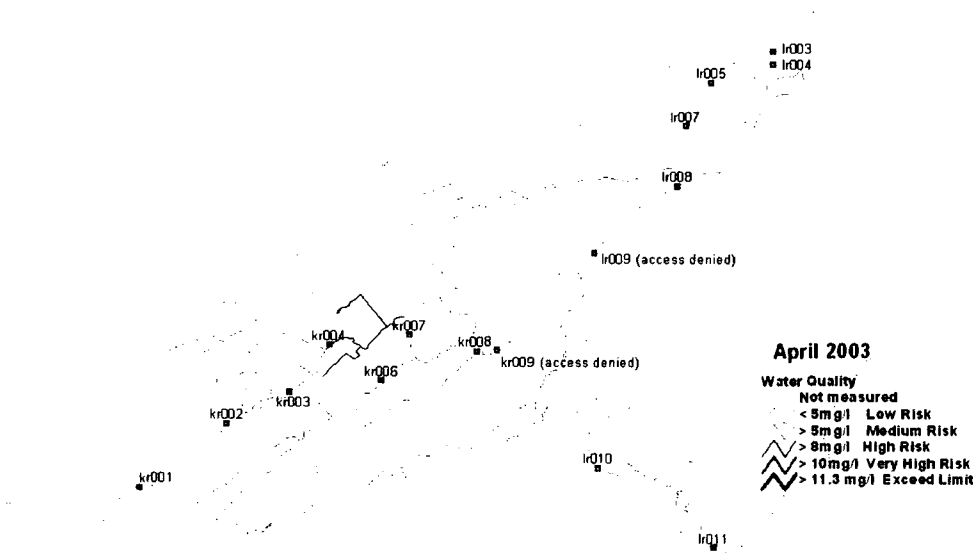 lr003
lr004
lr005
lr007
lr008
lr009 (access denied)
kr004
kr007
kr008
kr009 (access denied)
kr006
kr003
kr002
kr001
lr010
lr011
April 2003
Water Quality
Not measured
< 5mg/l Low Risk
> 5mg/l Medium Risk
> 8mg/l High Risk
> 10mg/l Very High Risk
> 11.3 mg/l Exceed Limit